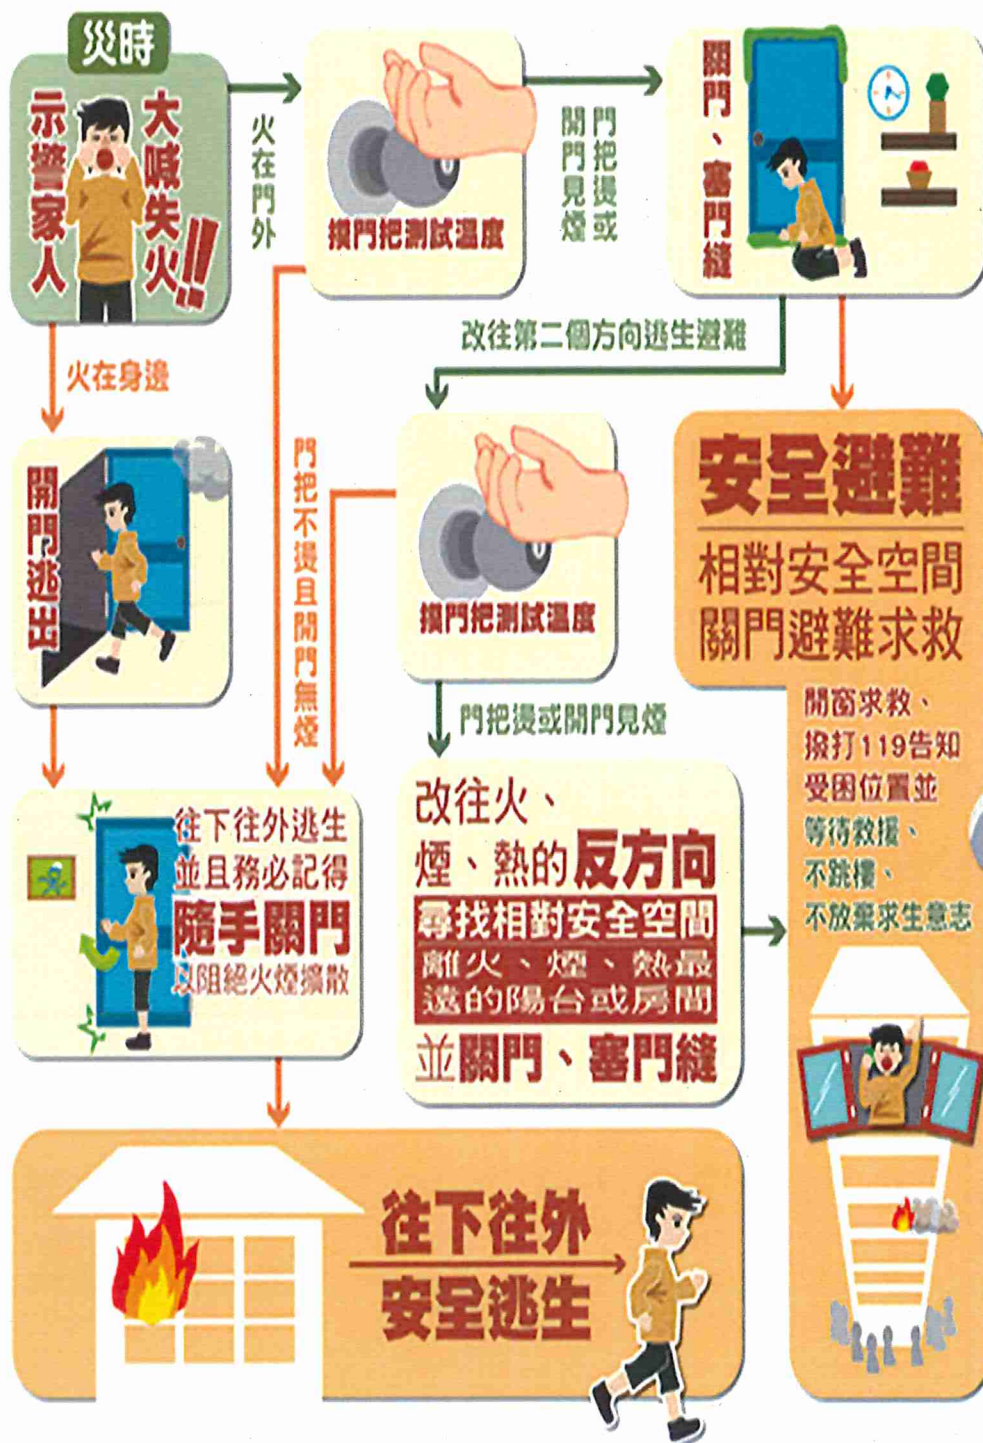 災時
大喊失火!!
示警家人
火在門外
摸門把測試溫度
門把燙或
開門見煙
關門、塞門縫
改往第二個方向逃生避難
火在身邊
開門逃出
門把不燙且開門無煙
摸門把測試溫度
安全避難
相對安全空間
關門避難求救
門把燙或開門見煙
開窗求救、
撥打119告知
受困位置並
等待救援、
不跳樓、
不放棄求生意志
往下往外逃生
並且務必記得
隨手關門
以阻絕火煙擴散
改往火、
煙、熱的反方向
尋找相對安全空間
離火、煙、熱最
遠的陽台或房間
並關門、塞門縫
往下往外
安全逃生